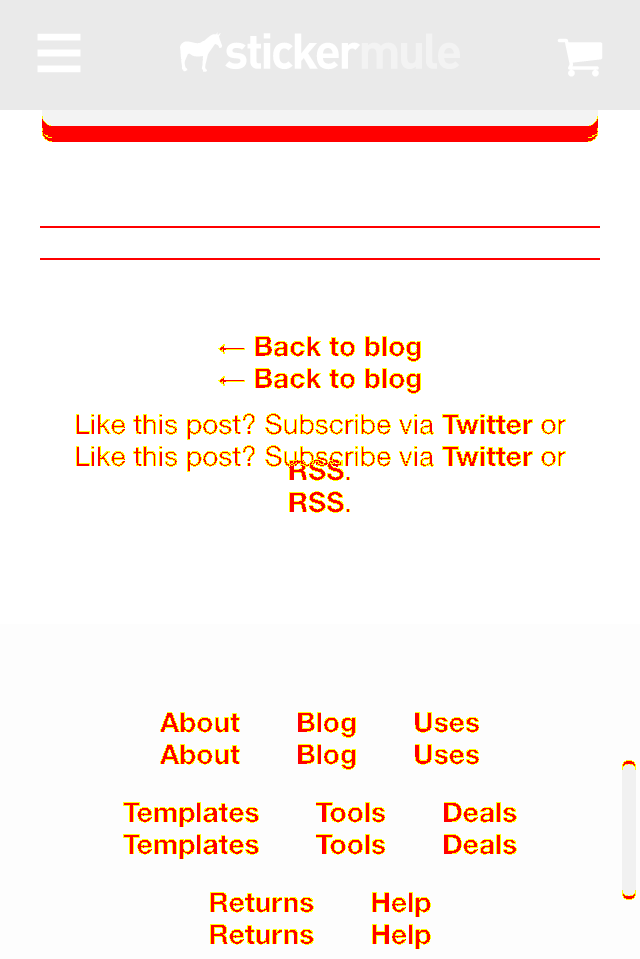 stickermule
← Back to blog
← Back to blog
Like this post? Subscribe via Twitter or
Like this post? Subscribe via Twitter or
RSS.
RSS.
About Blog Uses
About Blog Uses
Templates Tools Deals
Templates Tools Deals
Returns Help
Returns Help